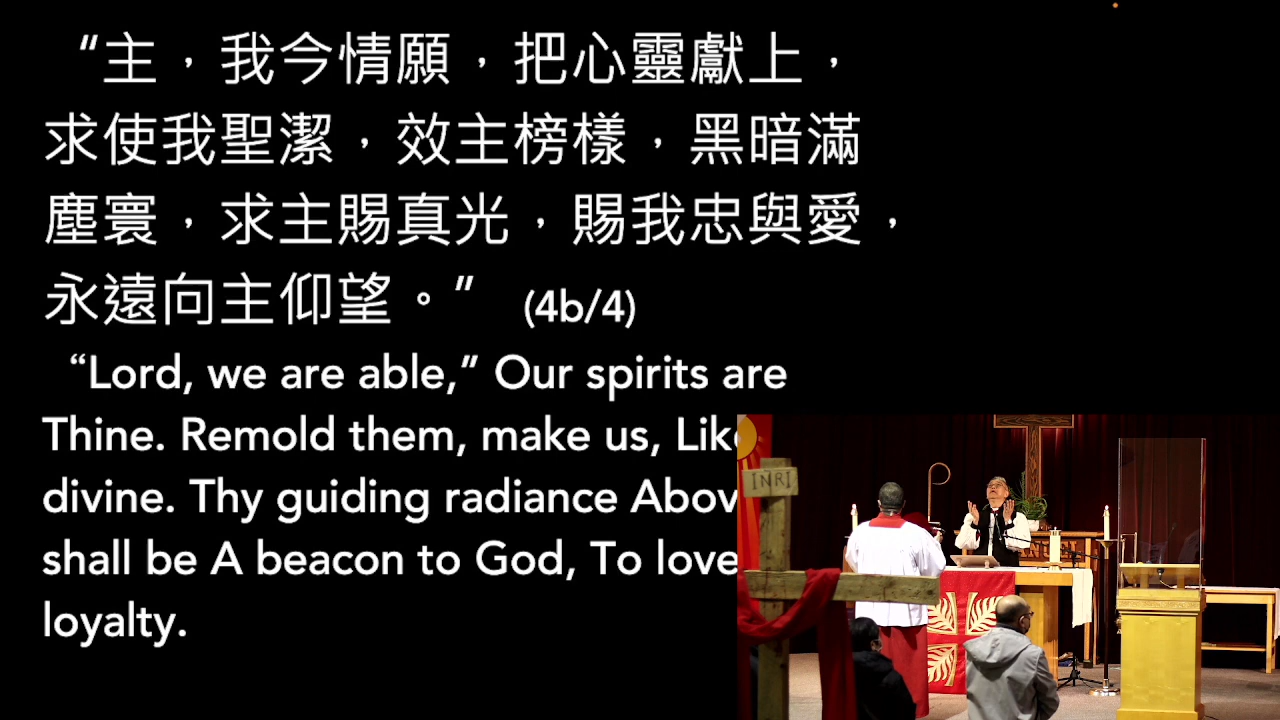 “主，我今情願，把心靈獻上，
求使我聖潔，效主榜樣，黑暗滿
塵寰，求主賜真光，賜我忠與愛，
永遠向主仰望。” (4b/4)
“Lord, we are able,” Our spirits are
Thine. Remold them, make us, Like
divine. Thy guiding radiance Abov
shall be A beacon to God, To love
loyalty.
INRI